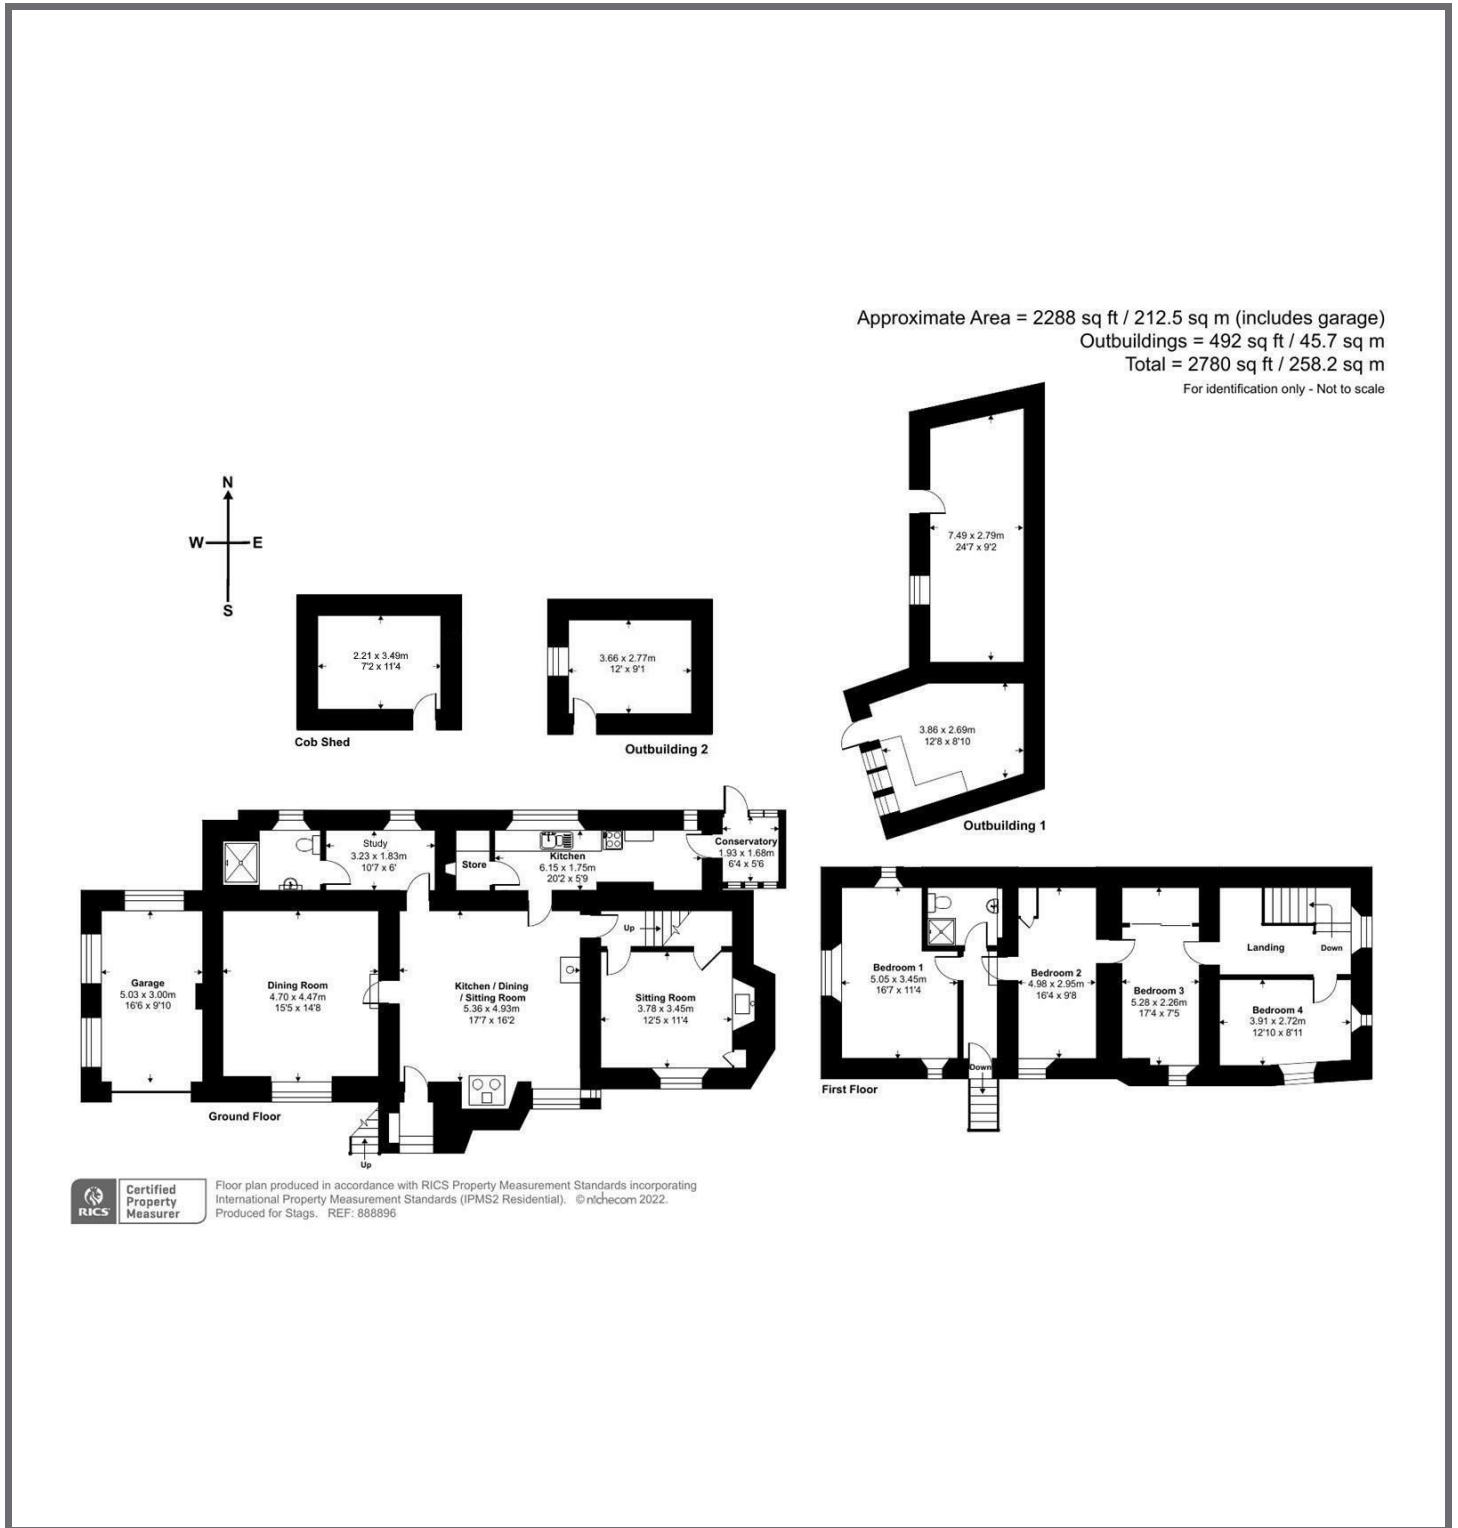 Approximate Area = 2288 sq ft / 212.5 sq m (includes garage)
Outbuildings = 492 sq ft / 45.7 sq m
Total = 2780 sq ft / 258.2 sq m
For identification only - Not to scale
N
W
E
S
7.49 x 2.79m
24'7 x 9'2
2.21 x 3.49m
7'2 x 11'4
Cob Shed
3.66 x 2.77m
12' x 9'1
Outbuilding 2
3.86 x 2.69m
12'8 x 8'10
Outbuilding 1
Study
3.23 x 1.83m
10'7 x 6'
Store
Kitchen
6.15 x 1.75m
20'2 x 5'9
Conservatory
1.93 x 1.68m
6'4 x 5'6
Up
Garage
5.03 x 3.00m
16'6 x 9'10
Dining Room
4.70 x 4.47m
15'5 x 14'8
Kitchen / Dining
/ Sitting Room
5.36 x 4.93m
17'7 x 16'2
Sitting Room
3.78 x 3.45m
12'5 x 11'4
Ground Floor
Up
Bedroom 1
5.05 x 3.45m
16'7 x 11'4
Bedroom 2
4.98 x 2.95m
16'4 x 9'8
Bedroom 3
5.28 x 2.26m
17'4 x 7'5
Landing
Down
Bedroom 4
3.91 x 2.72m
12'10 x 8'11
Down
First Floor
RICS
Certified
Property
Measurer
Floor plan produced in accordance with RICS Property Measurement Standards incorporating
International Property Measurement Standards (IPMS2 Residential). © nichecom 2022.
Produced for Stags. REF: 888896